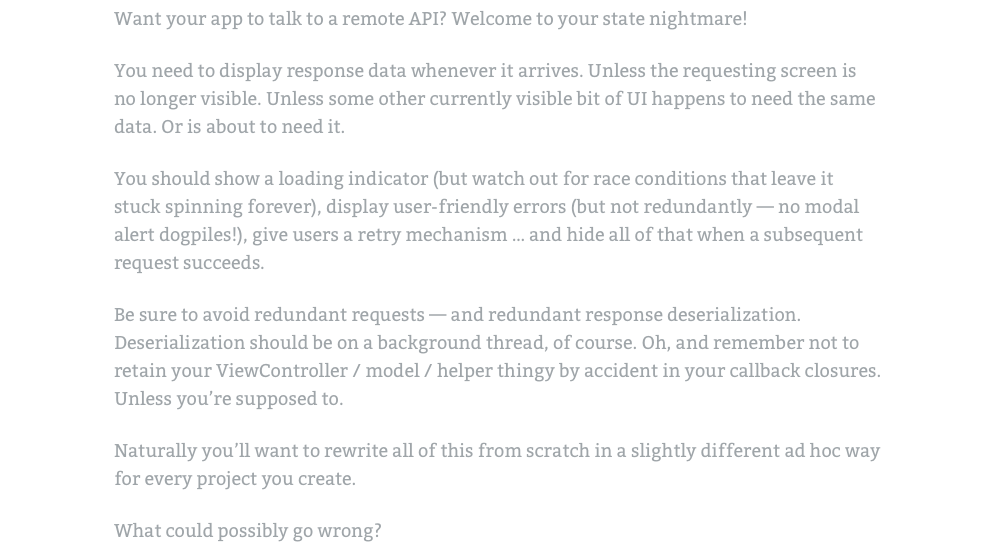 Want your app to talk to a remote API? Welcome to your state nightmare!
You need to display response data whenever it arrives. Unless the requesting screen is
no longer visible. Unless some other currently visible bit of UI happens to need the same
data. Or is about to need it.
You should show a loading indicator (but watch out for race conditions that leave it
stuck spinning forever), display user-friendly errors (but not redundantly — no modal
alert dogpiles!), give users a retry mechanism ... and hide all of that when a subsequent
request succeeds.
Be sure to avoid redundant requests — and redundant response deserialization.
Deserialization should be on a background thread, of course. Oh, and remember not to
retain your ViewController / model / helper thingy by accident in your callback closures.
Unless you’re supposed to.
Naturally you’ll want to rewrite all of this from scratch in a slightly different ad hoc way
for every project you create.
What could possibly go wrong?